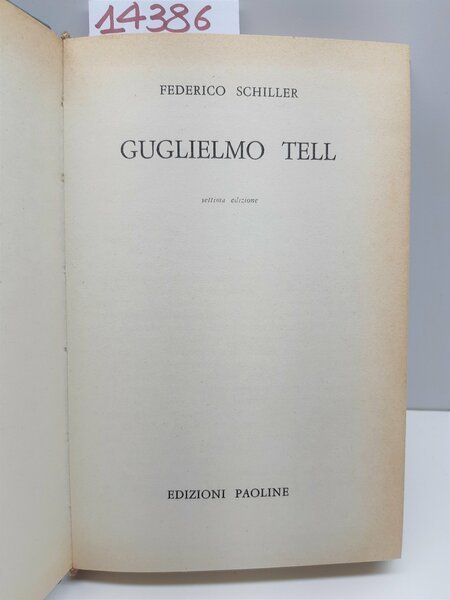 14386
FEDERICO SCHILLER
GUGLIELMO TELL
settima edizione
EDIZIONI PAOLINE